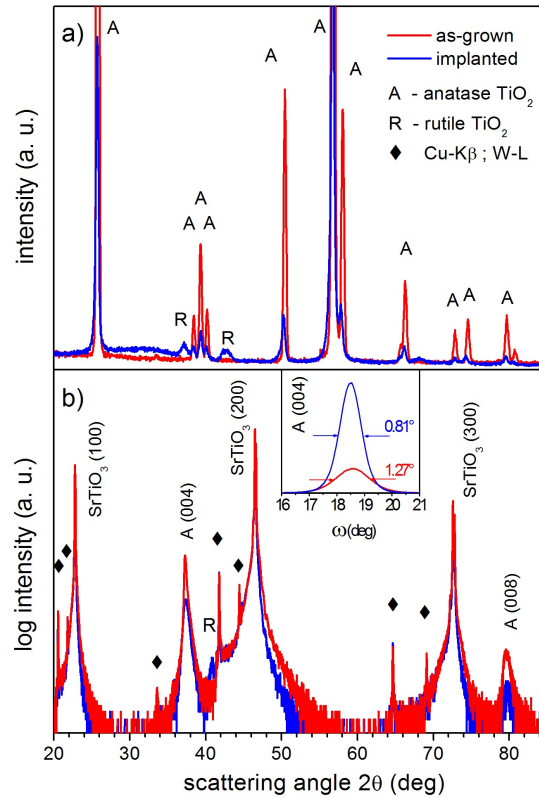 a)
A
A
as-grown
implanted
A - anatase TiO2
R - rutile TiO2
♦ Cu-Kβ ; W-L
A
A
A
A
A
A
A
A
A
R
R
intensity (a. u.)
b)
SrTiO3 (100)
A (004)
R
SrTiO3 (200)
A (004)
0.81°
1.27°
16 17 18 19 20 21
ω(deg)
SrTiO3 (300)
A (008)
log intensity (a. u.)
20 30 40 50 60 70 80
scattering angle 2θ (deg)